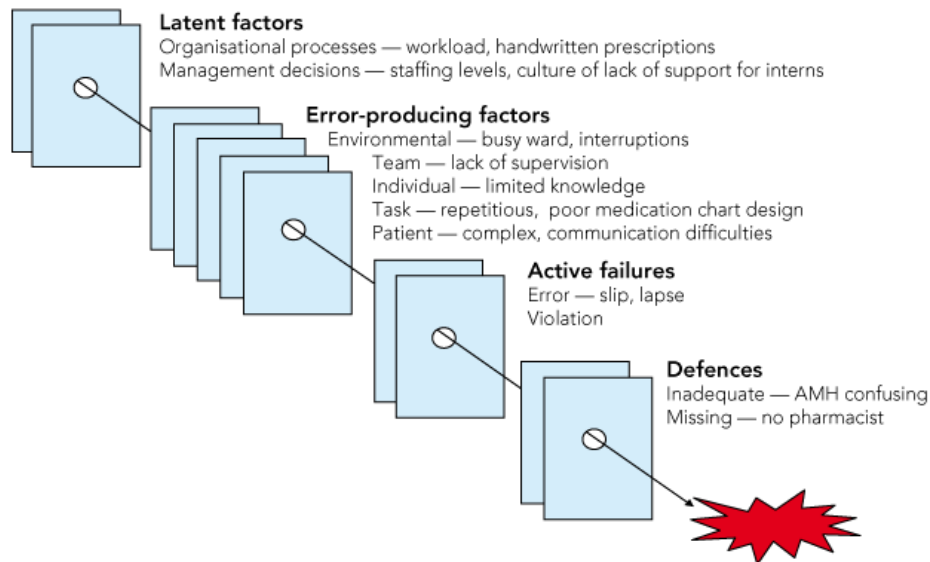 Latent factors
Organisational processes — workload, handwritten prescriptions
Management decisions — staffing levels, culture of lack of support for interns
Error-producing factors
Environmental — busy ward, interruptions
Team — lack of supervision
Individual — limited knowledge
Task — repetitious, poor medication chart design
Patient — complex, communication difficulties
Active failures
Error — slip, lapse
Violation
Defences
Inadequate — AMH confusing
Missing — no pharmacist